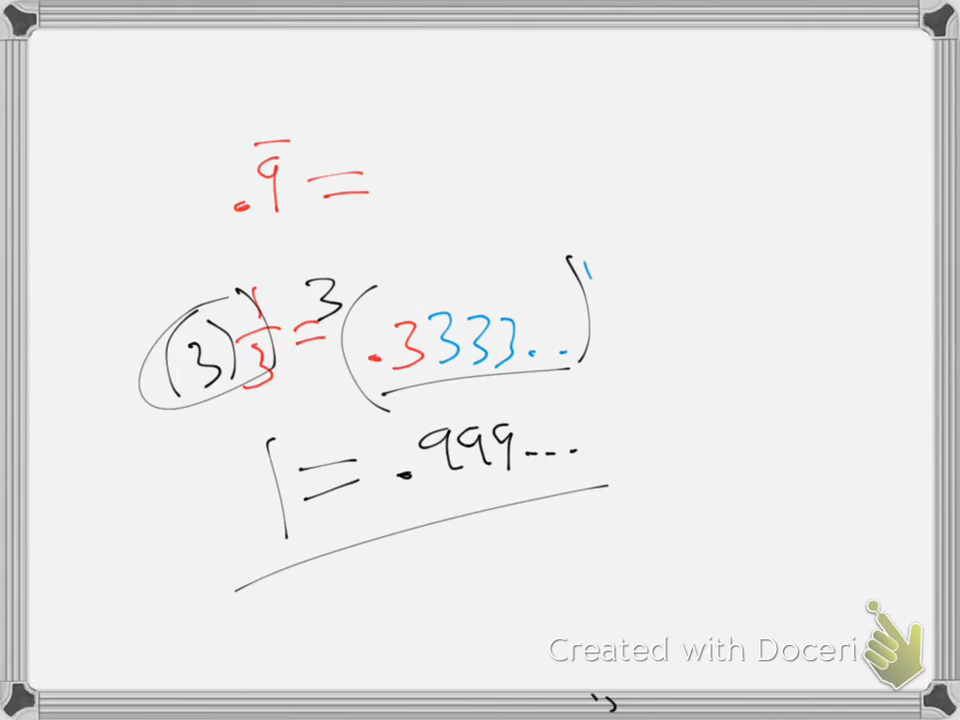 .9̅ =
(3) 1/3 = 3(.3333...)
1 = .999...
Created with Doceri